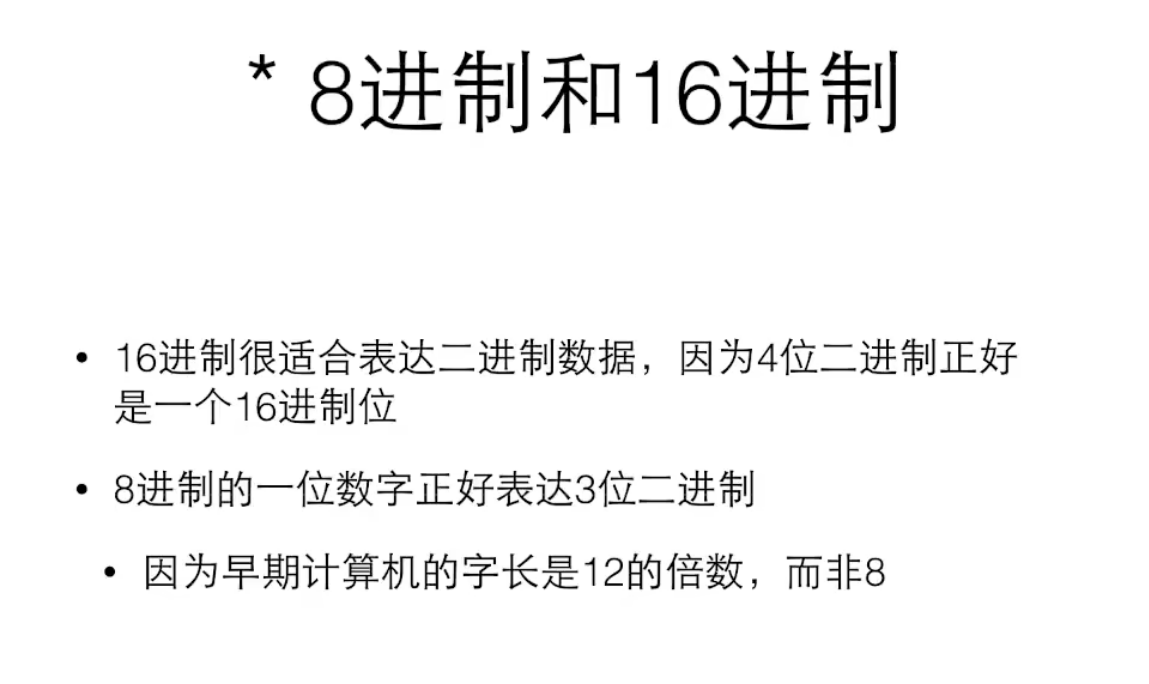 * 8进制和16进制
• 16进制很适合表达二进制数据，因为4位二进制正好
是一个16进制位
• 8进制的一位数字正好表达3位二进制
• 因为早期计算机的字长是12的倍数，而非8